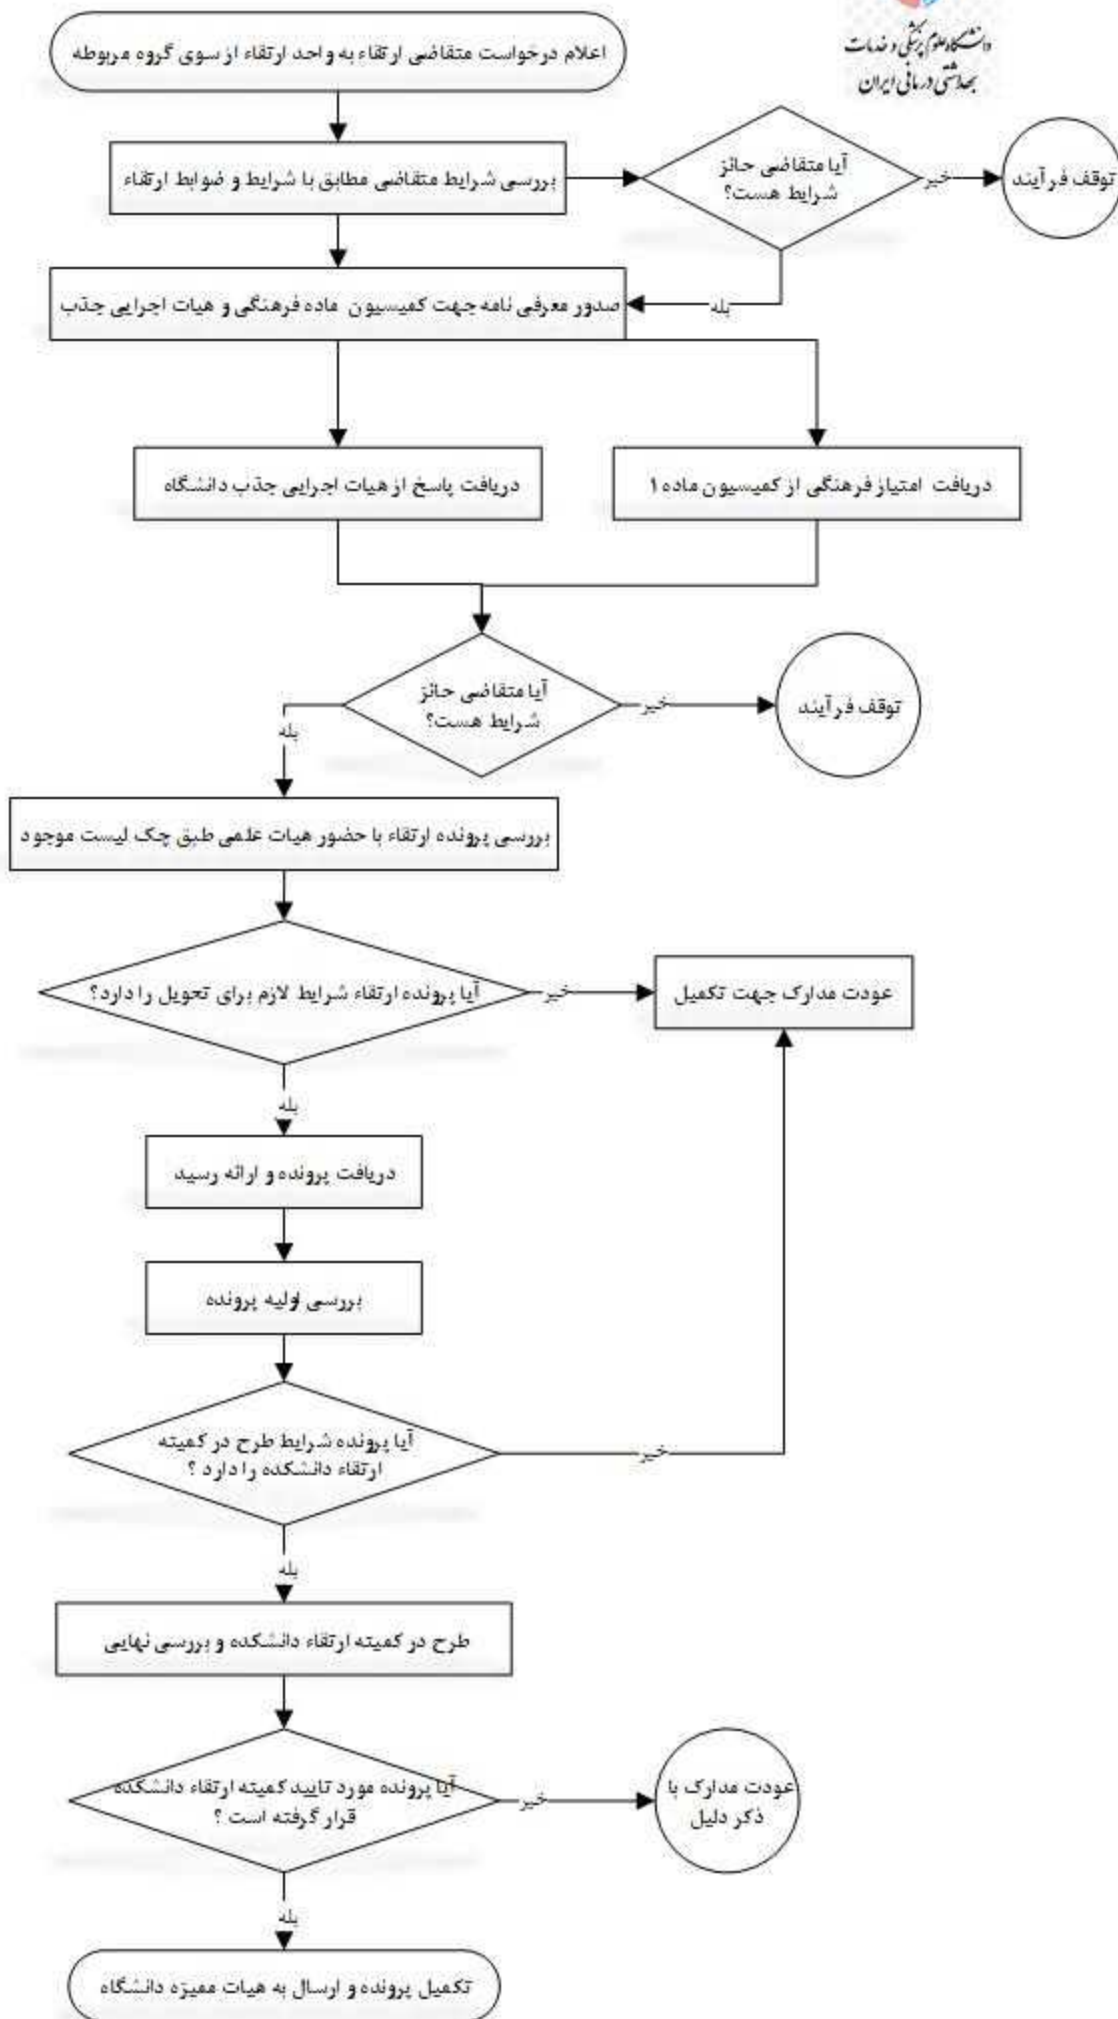 دانشگاه علوم پزشکی و خدمات
بهداشتی درمانی ایران
اعلام درخواست متقاضی ارتقاء به واحد ارتقاء از سوی گروه مربوطه
بررسی شرایط متقاضی مطابق با شرایط و ضوابط ارتقاء
آیا متقاضی حائز
شرایط هست؟
خیر
توقف فرآیند
بله
صدور معرفی نامه جهت کمیسیون ماده فرهنگی و هیات اجرایی جذب
دریافت امتیاز فرهنگی از کمیسیون ماده ۱
دریافت پاسخ از هیات اجرایی جذب دانشگاه
آیا متقاضی حائز
شرایط هست؟
خیر
توقف فرآیند
بله
بررسی پرونده ارتقاء با حضور هیات علمی طبق چک لیست موجود
آیا پرونده ارتقاء شرایط لازم برای تحویل را دارد؟
خیر
عودت مدارک جهت تکمیل
بله
دریافت پرونده و ارائه رسید
بررسی اولیه پرونده
آیا پرونده شرایط طرح در کمیته
ارتقاء دانشکده را دارد ؟
خیر
بله
طرح در کمیته ارتقاء دانشکده و بررسی نهایی
آیا پرونده مورد تایید کمیته ارتقاء دانشکده
قرار گرفته است ؟
خیر
عودت مدارک با
ذکر دلیل
بله
تکمیل پرونده و ارسال به هیات ممیزه دانشگاه